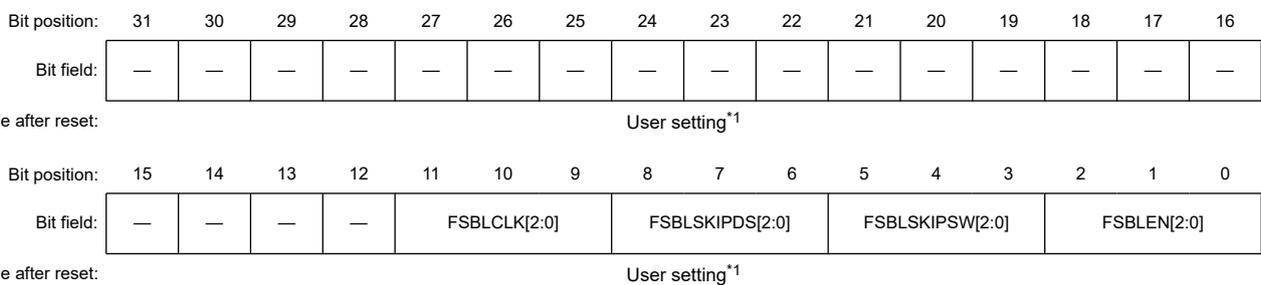 Bit position: 31 30 29 28 27 26 25 24 23 22 21 20 19 18 17 16
Bit field: — — — — — — — — — — — — — — — —
e after reset: User setting*1
Bit position: 15 14 13 12 11 10 9 8 7 6 5 4 3 2 1 0
Bit field: — — — — FSBLCLK[2:0] FSBLSKIPDS[2:0] FSBLSKIPSW[2:0] FSBLEN[2:0]
e after reset: User setting*1